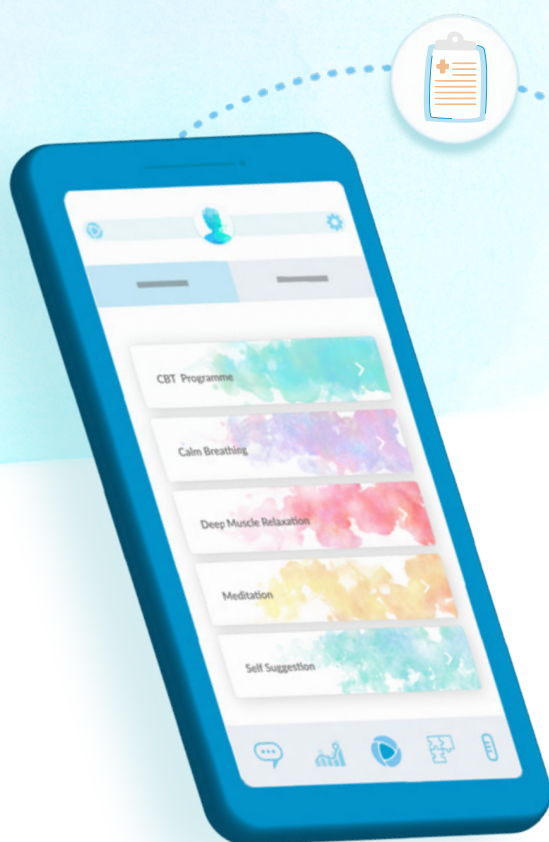 CBT Programme
Calm Breathing
Deep Muscle Relaxation
Meditation
Self Suggestion